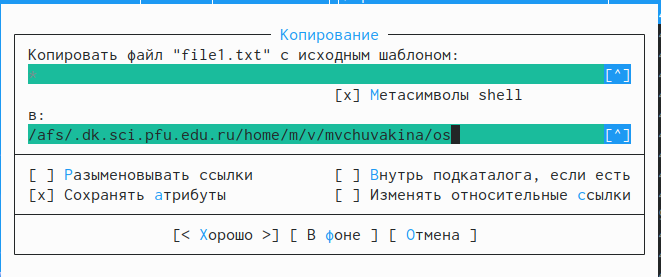 Копирование
Копировать файл "file1.txt" с исходным шаблоном:
* [^]
[x] Метасимволы shell
в:
/afs/.dk.sci.pfu.edu.ru/home/m/v/mvchuvakina/os [^]
[ ] Разыменовывать ссылки [ ] Внутрь подкаталога, если есть
[x] Сохранять атрибуты [ ] Изменять относительные ссылки
[< Хорошо >] [ В фоне ] [ Отмена ]